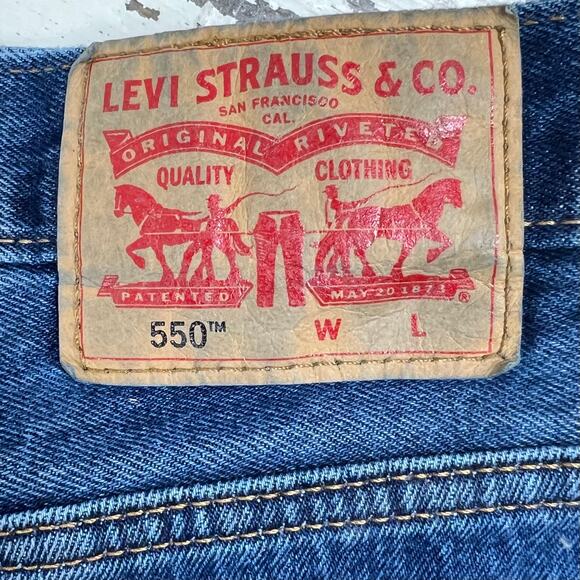 LEVI STRAUSS & CO.
SAN FRANCISCO
CAL.
ORIGINAL RIVETED
QUALITY CLOTHING
PATENTED MAY 20 1873 ®
550™ W L